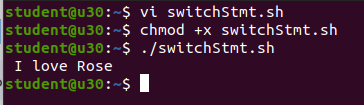 student@u30:~$ vi switchStmt.sh
student@u30:~$ chmod +x switchStmt.sh
student@u30:~$ ./switchStmt.sh
 I love Rose
student@u30:~$